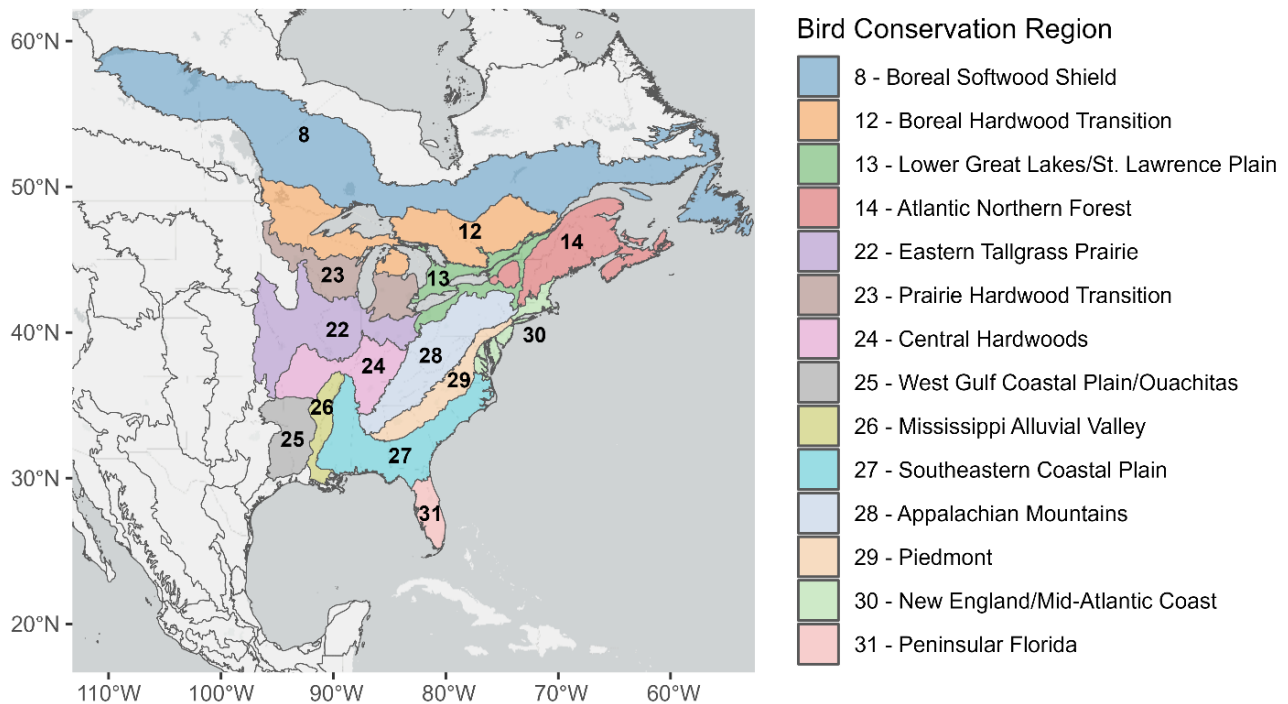 60°N
50°N
40°N
30°N
20°N
110°W 100°W 90°W 80°W 70°W 60°W
8
12
14
13
23
22
30
28
24
29
26
25
27
31
Bird Conservation Region
8 - Boreal Softwood Shield
12 - Boreal Hardwood Transition
13 - Lower Great Lakes/St. Lawrence Plain
14 - Atlantic Northern Forest
22 - Eastern Tallgrass Prairie
23 - Prairie Hardwood Transition
24 - Central Hardwoods
25 - West Gulf Coastal Plain/Ouachitas
26 - Mississippi Alluvial Valley
27 - Southeastern Coastal Plain
28 - Appalachian Mountains
29 - Piedmont
30 - New England/Mid-Atlantic Coast
31 - Peninsular Florida